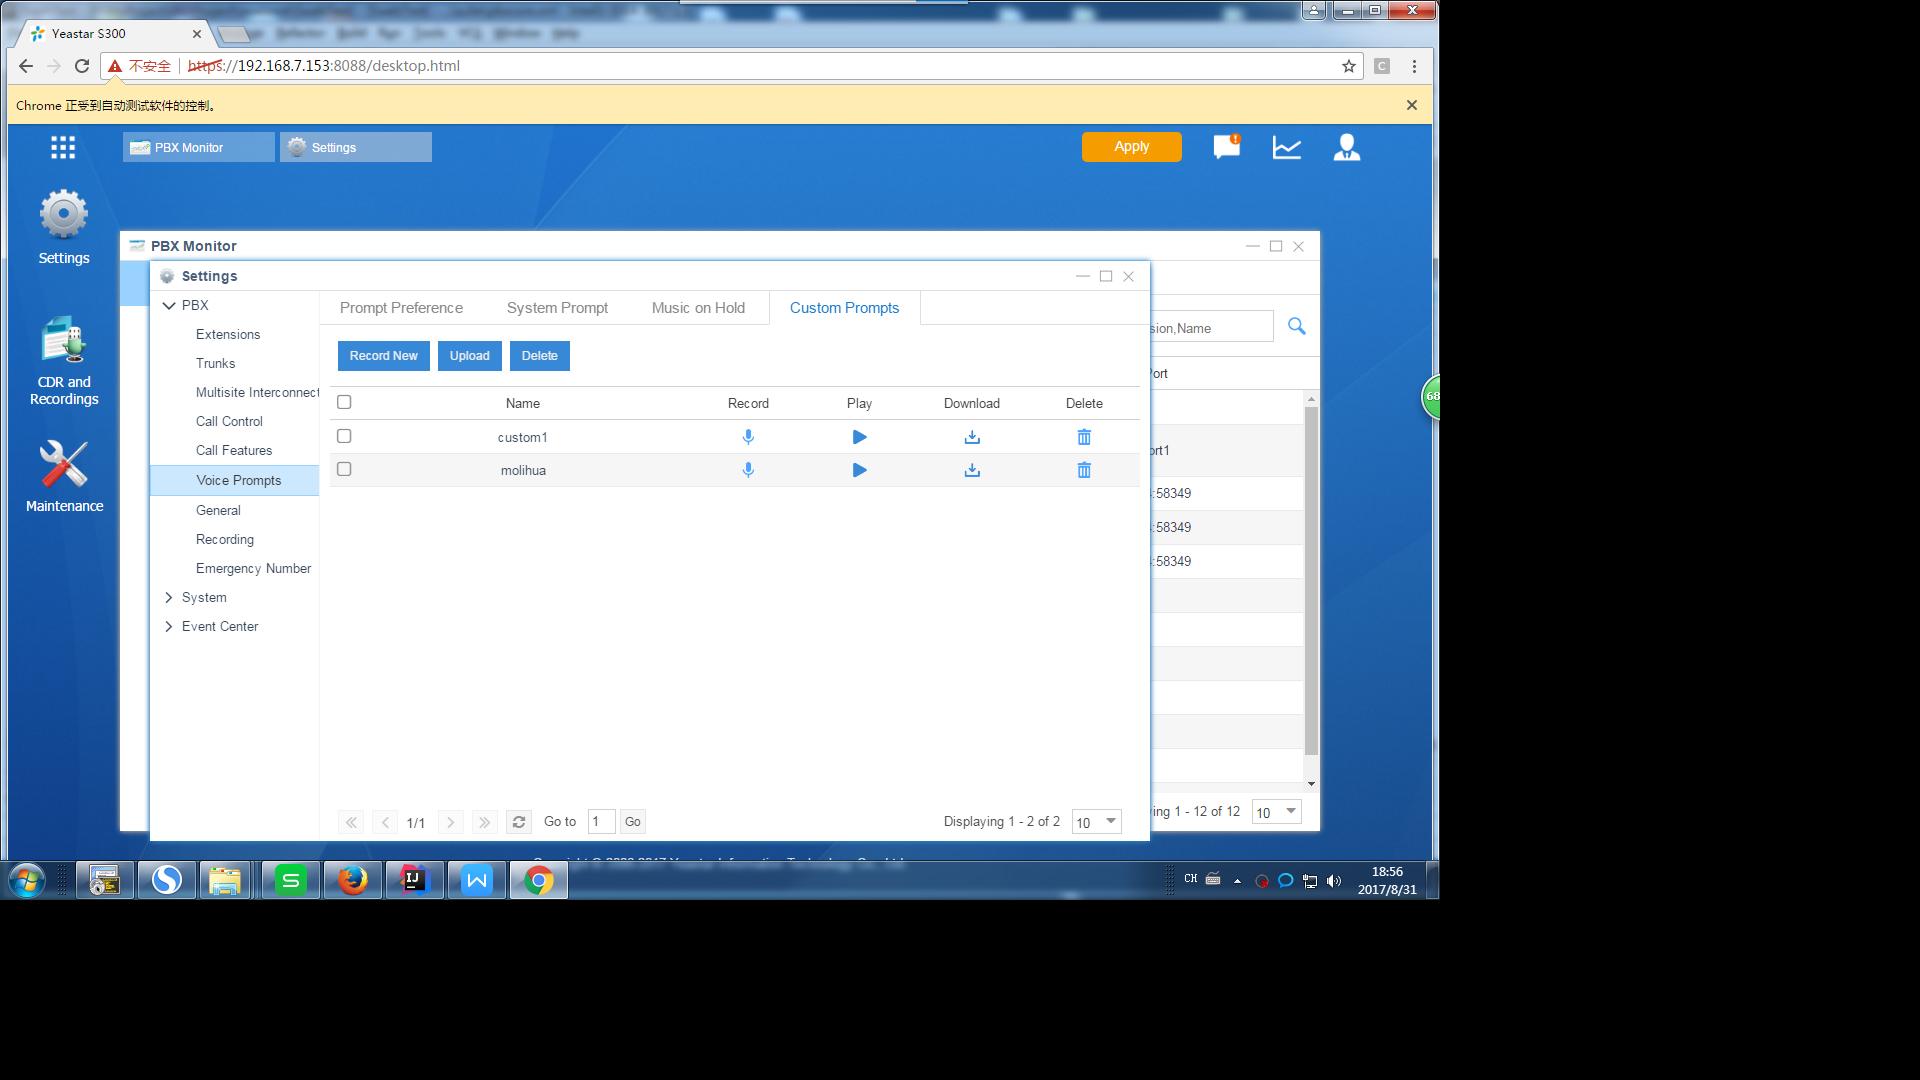 Yeastar S300
不安全 https://192.168.7.153:8088/desktop.html
Chrome 正受到自动测试软件的控制。
PBX Monitor
Settings
Apply
Settings
CDR and
Recordings
Maintenance
PBX Monitor
Settings
PBX
Extensions
Trunks
Multisite Interconnect
Call Control
Call Features
Voice Prompts
General
Recording
Emergency Number
System
Event Center
Prompt Preference
System Prompt
Music on Hold
Custom Prompts
Record New
Upload
Delete
Name Record Play Download Delete
custom1
molihua
1/1
Go to 1 Go
Displaying 1 - 2 of 2 10
sion,Name
Port
ort1
:58349
:58349
:58349
ing 1 - 12 of 12 10
68
CH
18:56
2017/8/31